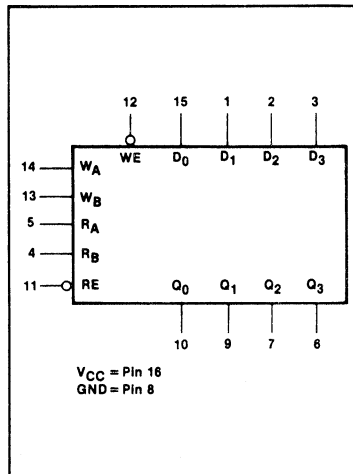 12 15 1 2 3
WE D0 D1 D2 D3
14 WA
13 WB
5 RA
4 RB
11 RE Q0 Q1 Q2 Q3
10 9 7 6
VCC = Pin 16
GND = Pin 8